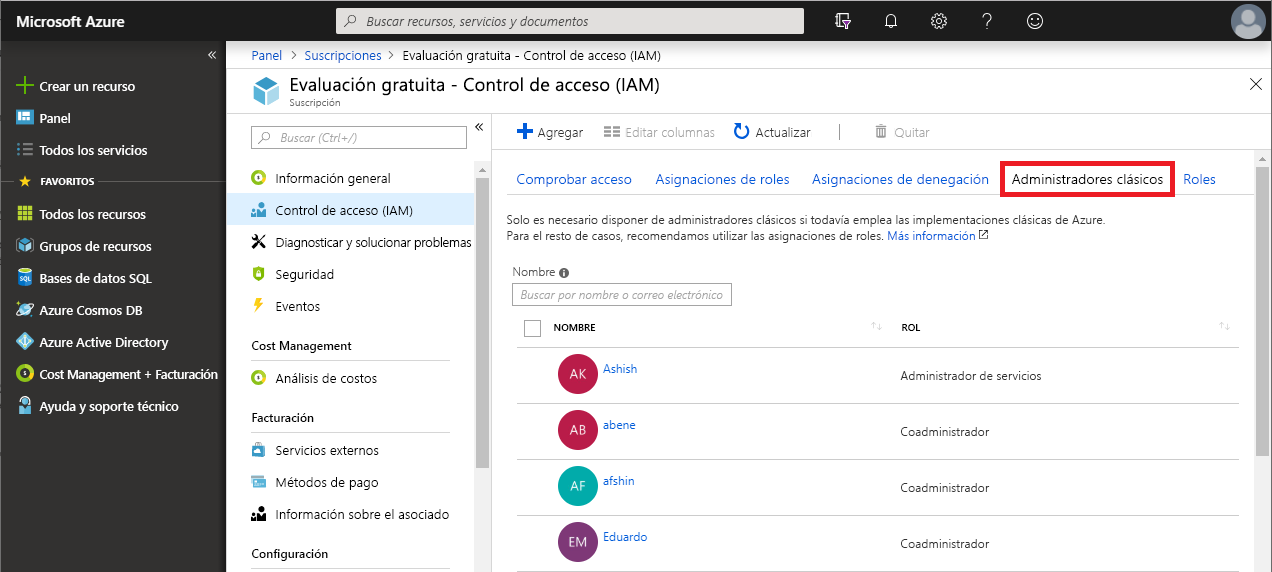 Microsoft Azure
Buscar recursos, servicios y documentos
«
Crear un recurso
Panel
Todos los servicios
FAVORITOS
Todos los recursos
Grupos de recursos
Bases de datos SQL
Azure Cosmos DB
Azure Active Directory
Cost Management + Facturación
Ayuda y soporte técnico
Panel > Suscripciones > Evaluación gratuita - Control de acceso (IAM)
Evaluación gratuita - Control de acceso (IAM)
Suscripción
Buscar (Ctrl+/)
«
Información general
Control de acceso (IAM)
Diagnosticar y solucionar problemas
Seguridad
Eventos
Cost Management
Análisis de costos
Facturación
Servicios externos
Métodos de pago
Información sobre el asociado
Configuración
Agregar Editar columnas Actualizar Quitar
Comprobar acceso Asignaciones de roles Asignaciones de denegación Administradores clásicos Roles
Solo es necesario disponer de administradores clásicos si todavía emplea las implementaciones clásicas de Azure.
Para el resto de casos, recomendamos utilizar las asignaciones de roles. Más información
Nombre
Buscar por nombre o correo electrónico
NOMBRE ROL
AK Ashish Administrador de servicios
AB abene Coadministrador
AF afshin Coadministrador
EM Eduardo Coadministrador